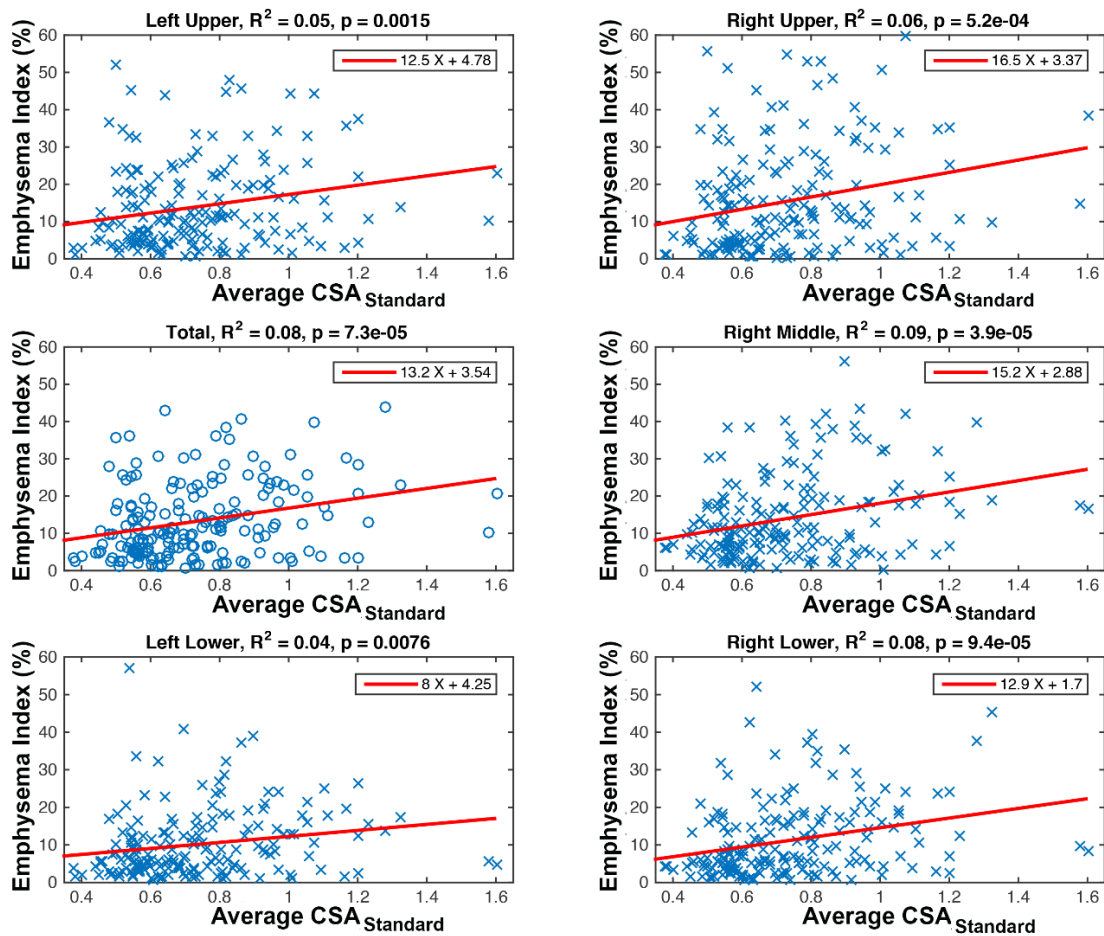 Left Upper, R² = 0.05, p = 0.0015
Emphysema Index (%)
60
50
40
30
20
10
0
12.5 X + 4.78
0.4 0.6 0.8 1 1.2 1.4 1.6
Average CSA Standard
Right Upper, R² = 0.06, p = 5.2e-04
Emphysema Index (%)
60
50
40
30
20
10
0
16.5 X + 3.37
0.4 0.6 0.8 1 1.2 1.4 1.6
Average CSA Standard
Total, R² = 0.08, p = 7.3e-05
Emphysema Index (%)
60
50
40
30
20
10
0
13.2 X + 3.54
0.4 0.6 0.8 1 1.2 1.4 1.6
Average CSA Standard
Right Middle, R² = 0.09, p = 3.9e-05
Emphysema Index (%)
60
50
40
30
20
10
0
15.2 X + 2.88
0.4 0.6 0.8 1 1.2 1.4 1.6
Average CSA Standard
Left Lower, R² = 0.04, p = 0.0076
Emphysema Index (%)
60
50
40
30
20
10
0
8 X + 4.25
0.4 0.6 0.8 1 1.2 1.4 1.6
Average CSA Standard
Right Lower, R² = 0.08, p = 9.4e-05
Emphysema Index (%)
60
50
40
30
20
10
0
12.9 X + 1.7
0.4 0.6 0.8 1 1.2 1.4 1.6
Average CSA Standard